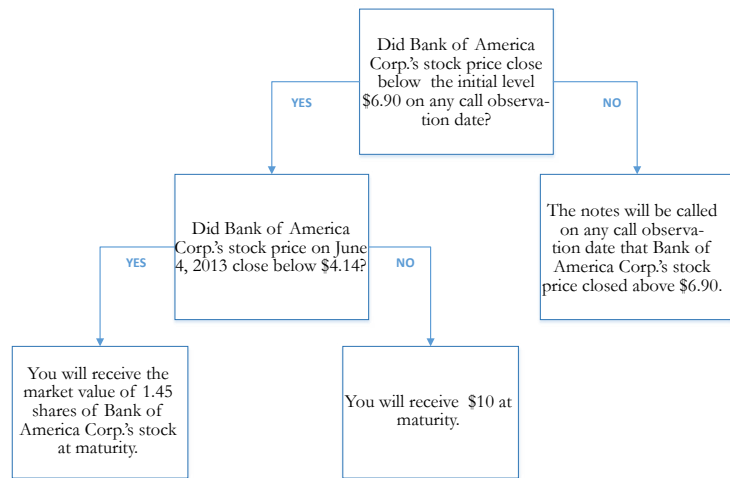 Did Bank of America
Corp.'s stock price close
below the initial level
$6.90 on any call observa-
tion date?
YES
NO
Did Bank of America
Corp.'s stock price on June
4, 2013 close below $4.14?
The notes will be called
on any call observa-
tion date that Bank of
America Corp.'s stock
price closed above $6.90.
YES
NO
You will receive the
market value of 1.45
shares of Bank of
America Corp.'s stock
at maturity.
You will receive $10 at
maturity.